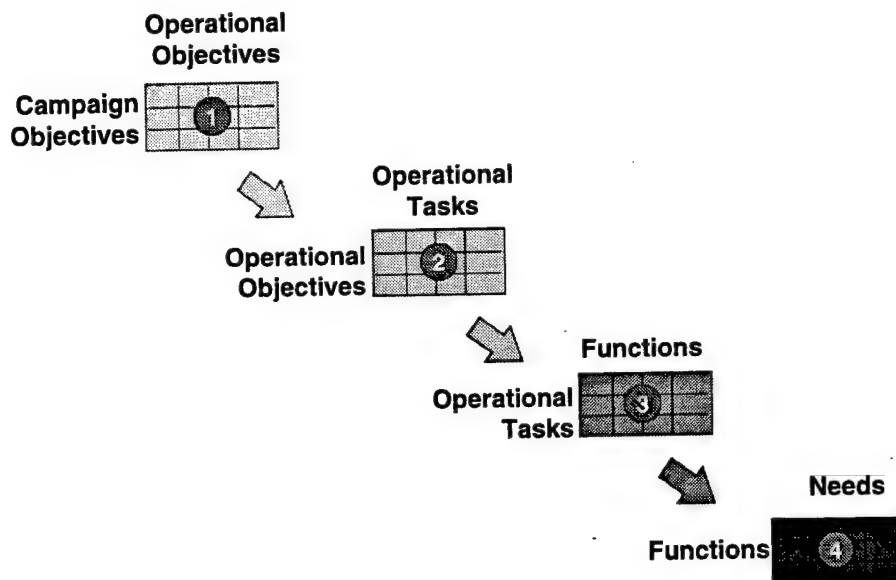 Operational
Objectives
Campaign
Objectives
1
Operational
Tasks
Operational
Objectives
2
Functions
Operational
Tasks
3
Needs
Functions
4